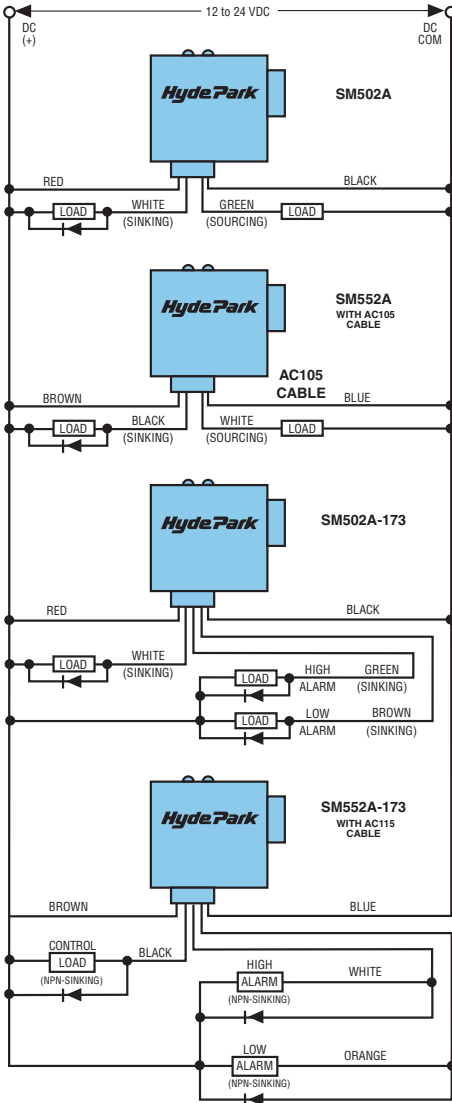 12 to 24 VDC
DC
(+)
DC
COM
HydePark
SM502A
RED
BLACK
LOAD
WHITE
(SINKING)
GREEN
(SOURCING)
LOAD
HydePark
SM552A
WITH AC105
CABLE
AC105
CABLE
BROWN
BLUE
LOAD
BLACK
(SINKING)
WHITE
(SOURCING)
LOAD
HydePark
SM502A-173
RED
BLACK
LOAD
WHITE
(SINKING)
LOAD
HIGH
ALARM
GREEN
(SINKING)
LOAD
LOW
ALARM
BROWN
(SINKING)
HydePark
SM552A-173
WITH AC115
CABLE
BROWN
BLUE
CONTROL
LOAD
(NPN-SINKING)
BLACK
HIGH
ALARM
(NPN-SINKING)
WHITE
LOW
ALARM
(NPN-SINKING)
ORANGE